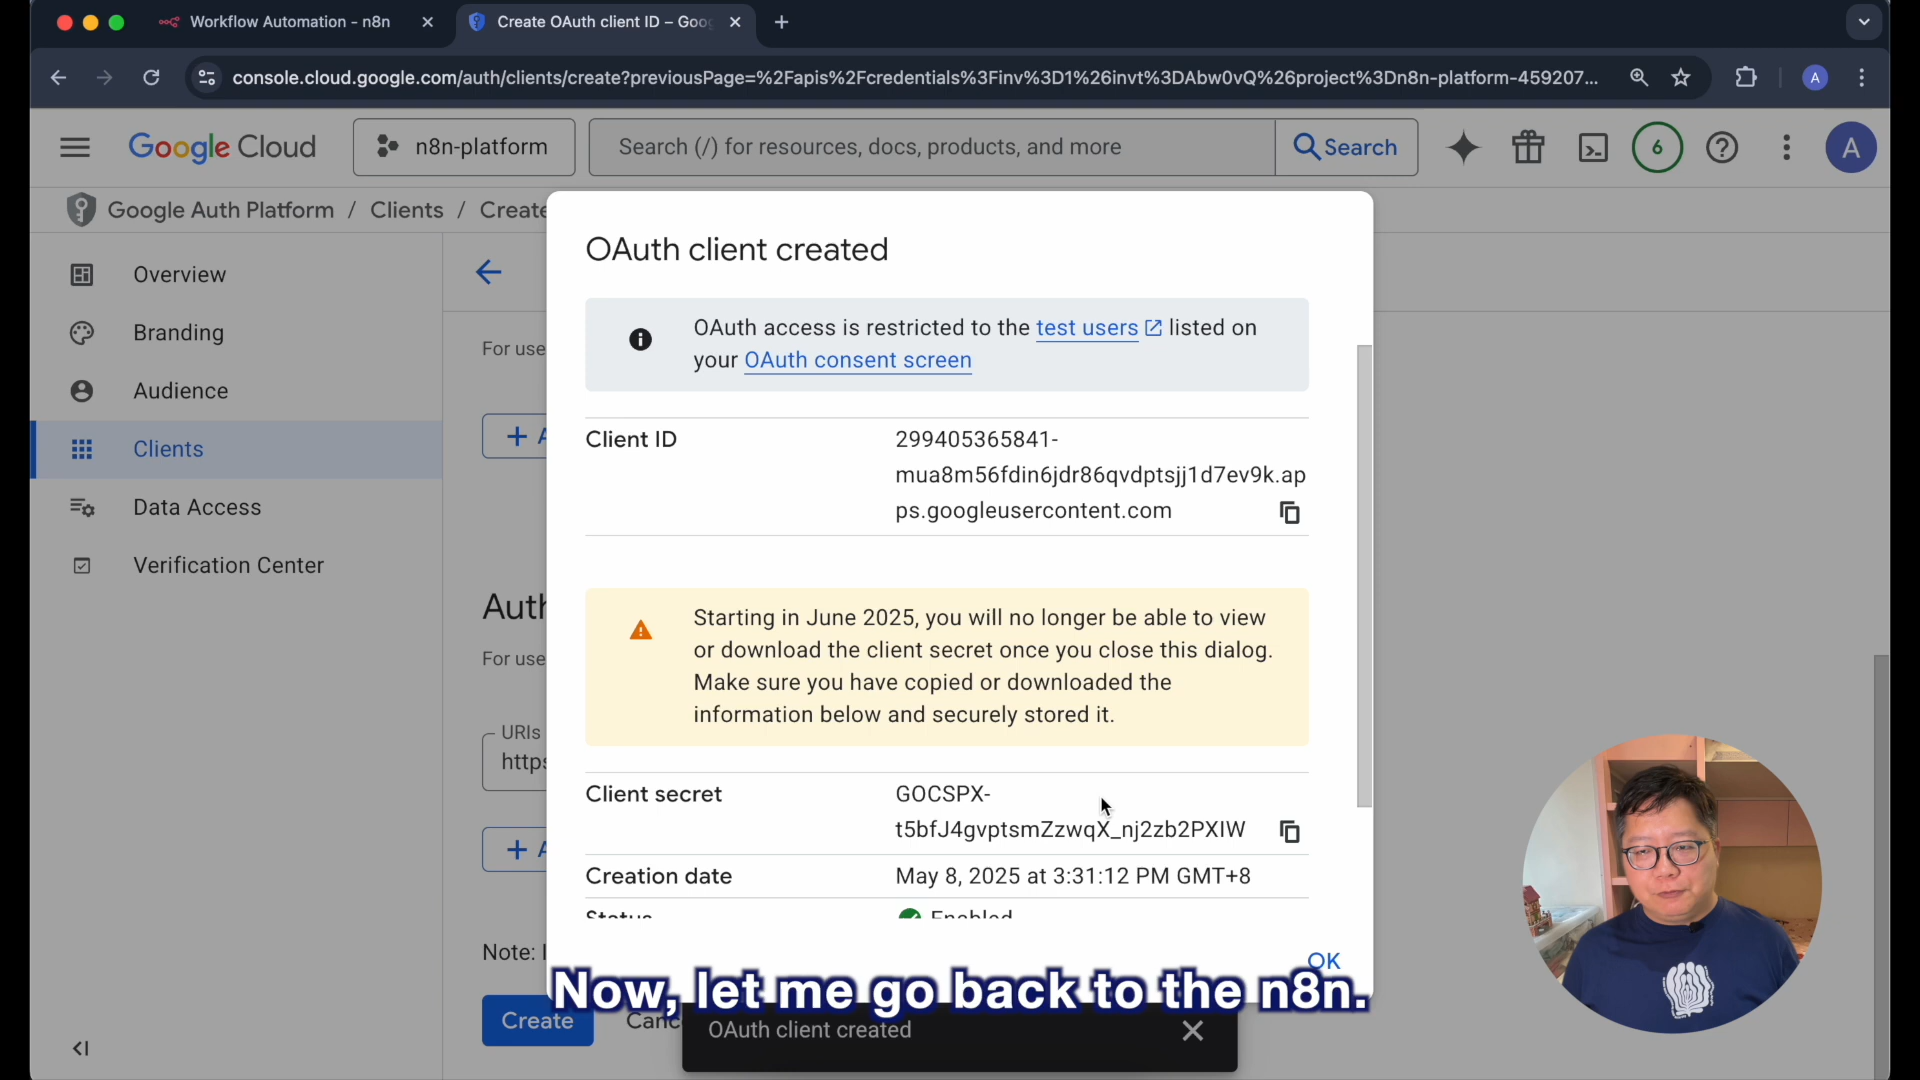 Workflow Automation - n8n
Create OAuth client ID – Goog
console.cloud.google.com/auth/clients/create?previousPage=%2Fapis%2Fcredentials%3Finv%3D1%26invt%3DAbw0vQ%26project%3Dn8n-platform-459207...
A
Google Cloud
n8n-platform
Search (/) for resources, docs, products, and more
Search
6
A
Google Auth Platform / Clients / Create
Overview
Branding
Audience
Clients
Data Access
Verification Center
For use
+ A
Auth
For use
URIs
https
+ A
Note: I
Create
Canc
OAuth client created
OAuth access is restricted to the test users listed on
your OAuth consent screen
Client ID
299405365841-
mua8m56fdin6jdr86qvdptsjj1d7ev9k.ap
ps.googleusercontent.com
Starting in June 2025, you will no longer be able to view
or download the client secret once you close this dialog.
Make sure you have copied or downloaded the
information below and securely stored it.
Client secret
GOCSPX-
t5bfJ4gvptsmZzwqX_nj2zb2PXIW
Creation date
May 8, 2025 at 3:31:12 PM GMT+8
Status
Enabled
OK
Now, let me go back to the n8n.
OAuth client created